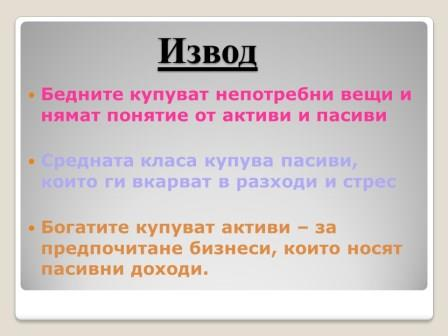 Извод
Бедните купуват непотребни вещи и
нямат понятие от активи и пасиви
Средната класа купува пасиви,
които ги вкарват в разходи и стрес
Богатите купуват активи – за
предпочитане бизнеси, които носят
пасивни доходи.